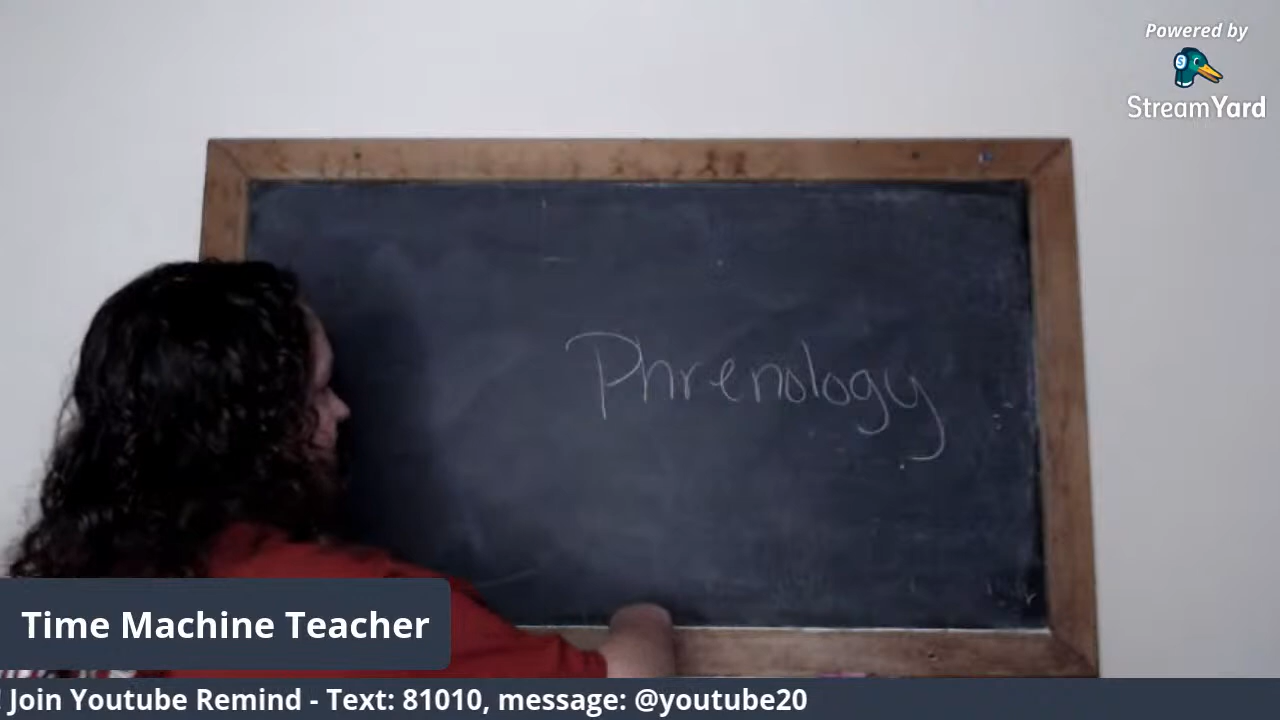 Powered by
StreamYard
Phrenology
Time Machine Teacher
Join Youtube Remind - Text: 81010, message: @youtube20